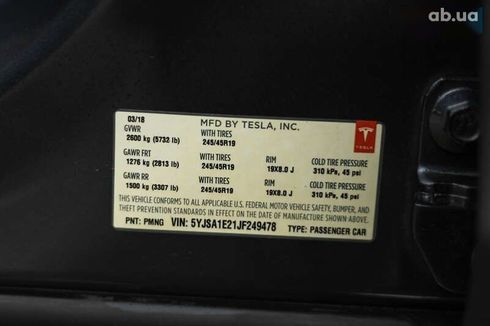 ab.ua
03/18
MFD BY TESLA, INC.
GVWR WITH TIRES
2600 kg (5732 lb) 245/45R19
TESLA
GAWR FRT WITH TIRES RIM COLD TIRE PRESSURE
1276 kg (2813 lb) 245/45R19 19X8.0 J 310 kPa, 45 psi
GAWR RR WITH TIRES RIM COLD TIRE PRESSURE
1500 kg (3307 lb) 245/45R19 19X8.0 J 310 kPa, 45 psi
THIS VEHICLE CONFORMS TO ALL APPLICABLE U.S. FEDERAL MOTOR VEHICLE SAFETY, BUMPER, AND
THEFT PREVENTION STANDARDS IN EFFECT ON THE DATE OF MANUFACTURE SHOWN ABOVE.
PNT: PMNG VIN: 5YJSA1E21JF249478 TYPE: PASSENGER CAR